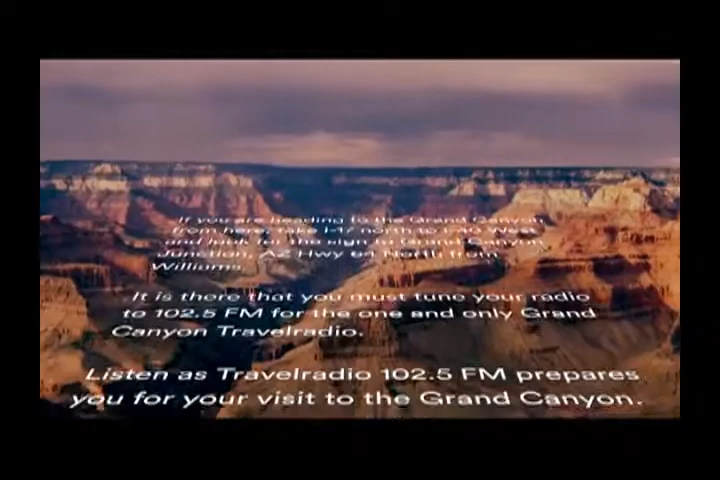 If you are heading to the Grand Canyon
from here, take I-17 north to I-40 West
and look for the sign to Grand Canyon
Junction, AZ Hwy 64 North from
Williams.
It is there that you must tune your radio
to 102.5 FM for the one and only Grand
Canyon Travelradio.
Listen as Travelradio 102.5 FM prepares
you for your visit to the Grand Canyon.